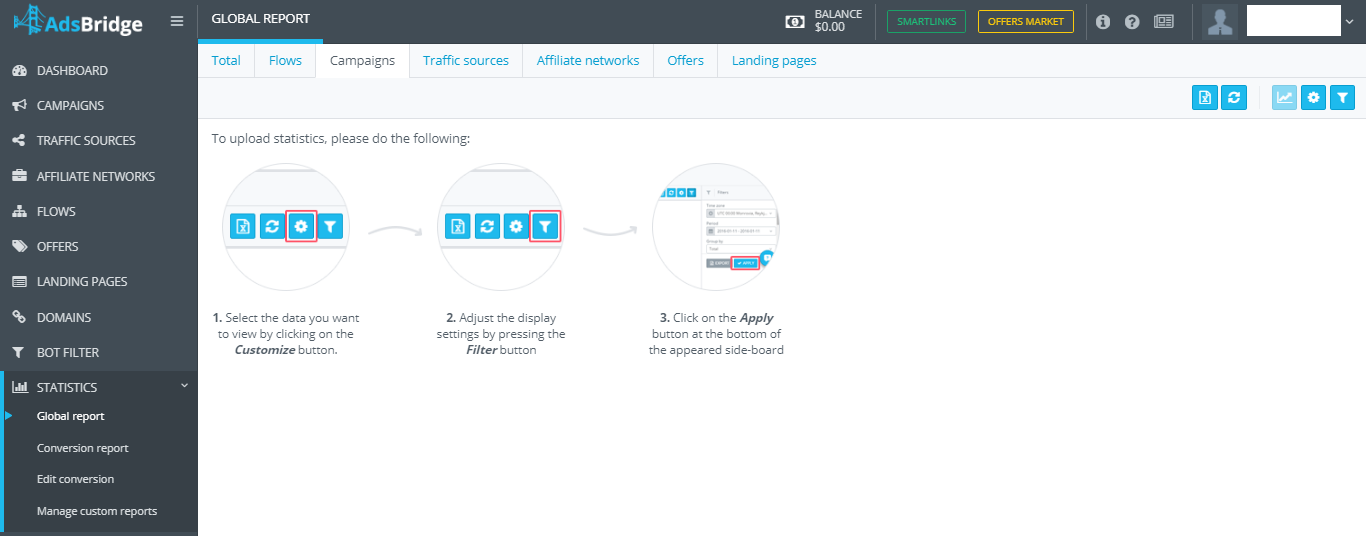 AdsBridge
GLOBAL REPORT
BALANCE
$0.00
SMARTLINKS
OFFERS MARKET
DASHBOARD
CAMPAIGNS
TRAFFIC SOURCES
AFFILIATE NETWORKS
FLOWS
OFFERS
LANDING PAGES
DOMAINS
BOT FILTER
STATISTICS
Global report
Conversion report
Edit conversion
Manage custom reports
Total
Flows
Campaigns
Traffic sources
Affiliate networks
Offers
Landing pages
To upload statistics, please do the following:
1. Select the data you want
to view by clicking on the
Customize button.
2. Adjust the display
settings by pressing the
Filter button
Filters
Time zone
Period
Group by
Total
EXPORT
APPLY
3. Click on the Apply
button at the bottom of
the appeared side-board